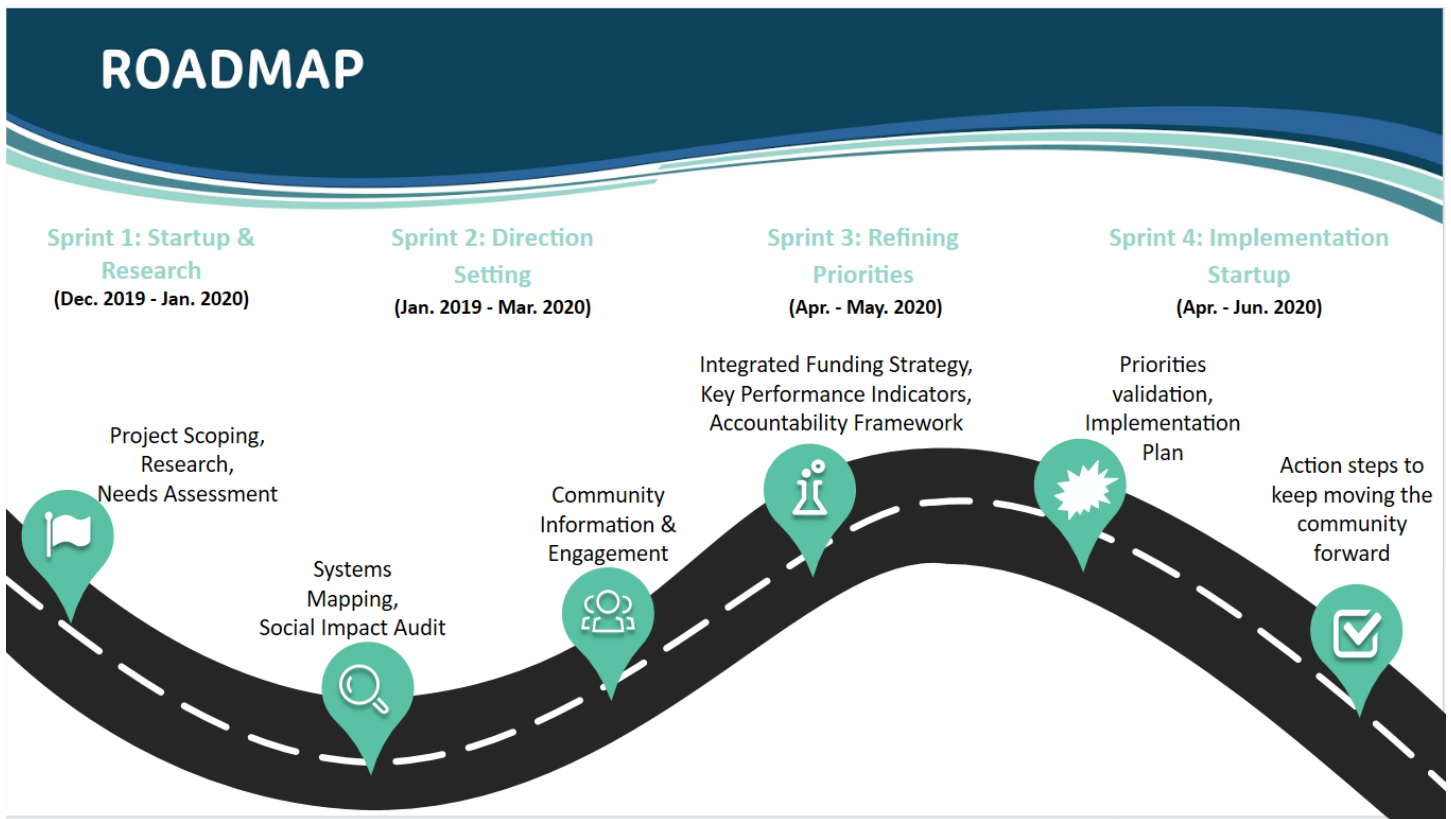 ROADMAP
Sprint 1: Startup &
Research
(Dec. 2019 - Jan. 2020)
Sprint 2: Direction
Setting
(Jan. 2019 - Mar. 2020)
Sprint 3: Refining
Priorities
(Apr. - May. 2020)
Sprint 4: Implementation
Startup
(Apr. - Jun. 2020)
Project Scoping,
Research,
Needs Assessment
Systems
Mapping,
Social Impact Audit
Community
Information &
Engagement
Integrated Funding Strategy,
Key Performance Indicators,
Accountability Framework
Priorities
validation,
Implementation
Plan
Action steps to
keep moving the
community
forward